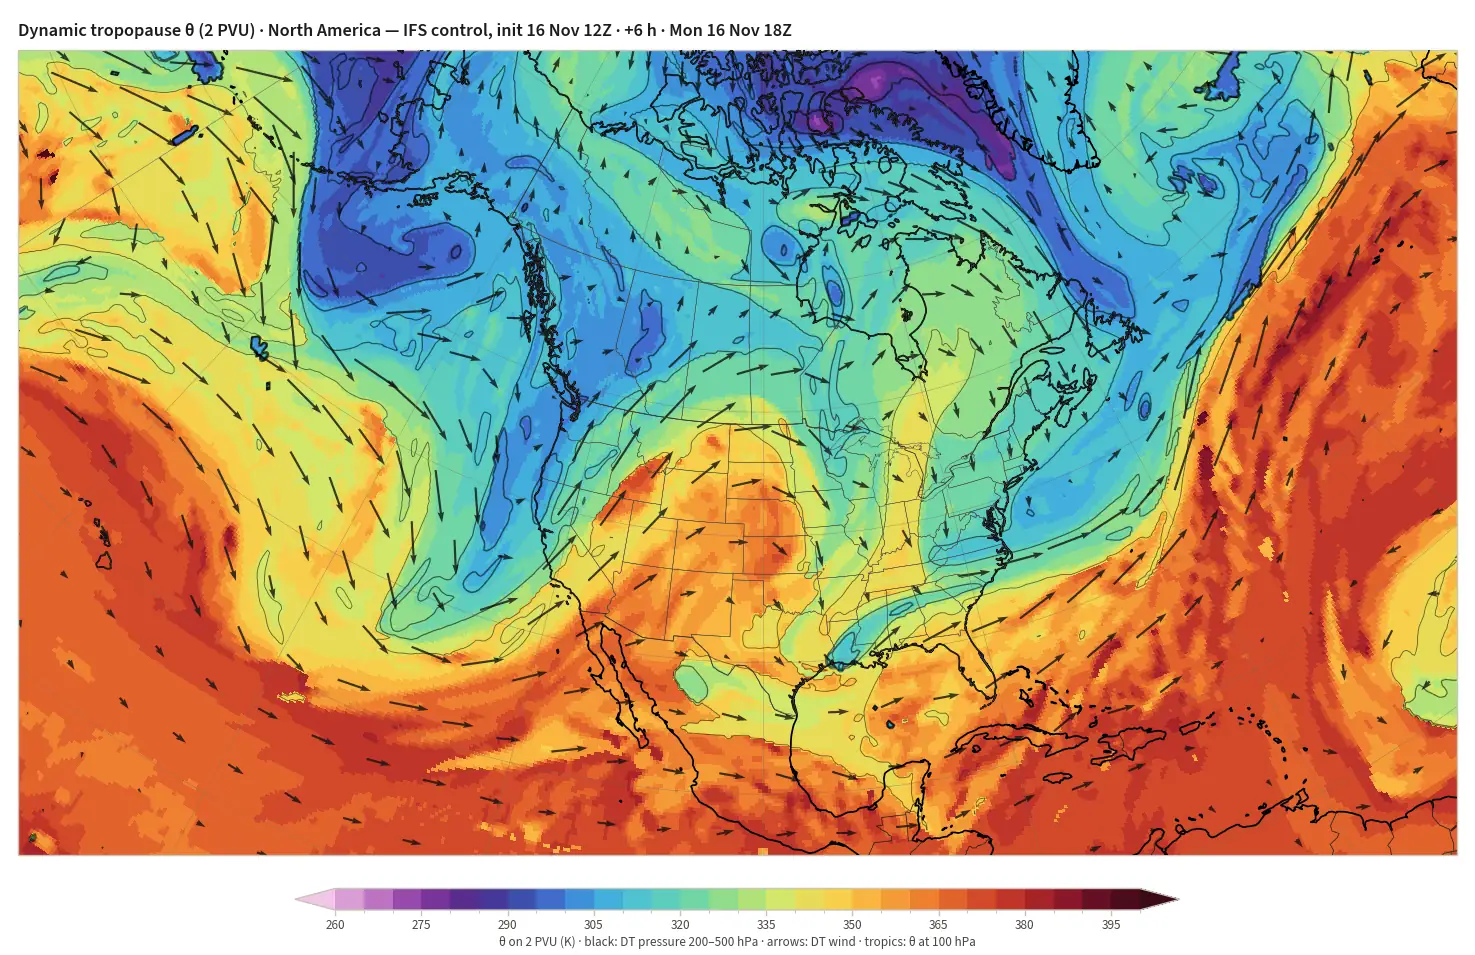 Dynamic tropopause θ (2 PVU) · North America — IFS control, init 16 Nov 12Z · +6 h · Mon 16 Nov 18Z
260 275 290 305 320 335 350 365 380 395
θ on 2 PVU (K) · black: DT pressure 200–500 hPa · arrows: DT wind · tropics: θ at 100 hPa